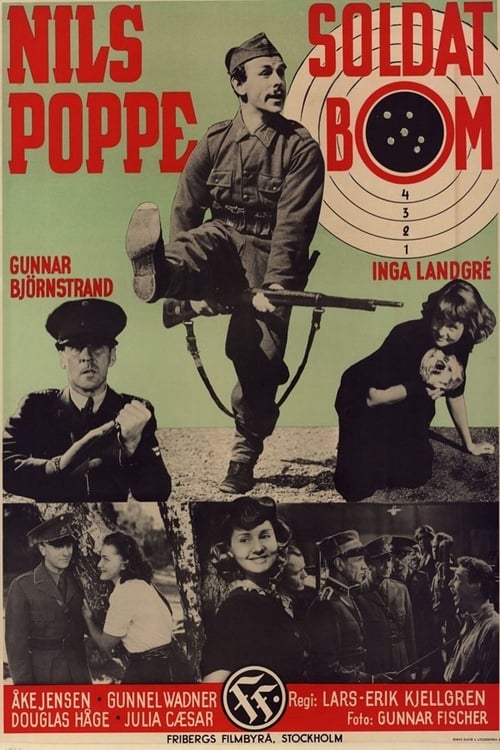 NILS
POPPE
SOLDAT
BOM
4
3
2
1
GUNNAR
BJÖRNSTRAND
INGA LANDGRÉ
ÅKE JENSEN · GUNNEL WADNER
DOUGLAS HÅGE · JULIA CÆSAR
FF
Regi: LARS-ERIK KJELLGREN
Foto: GUNNAR FISCHER
FRIBERGS FILMBYRÅ, STOCKHOLM